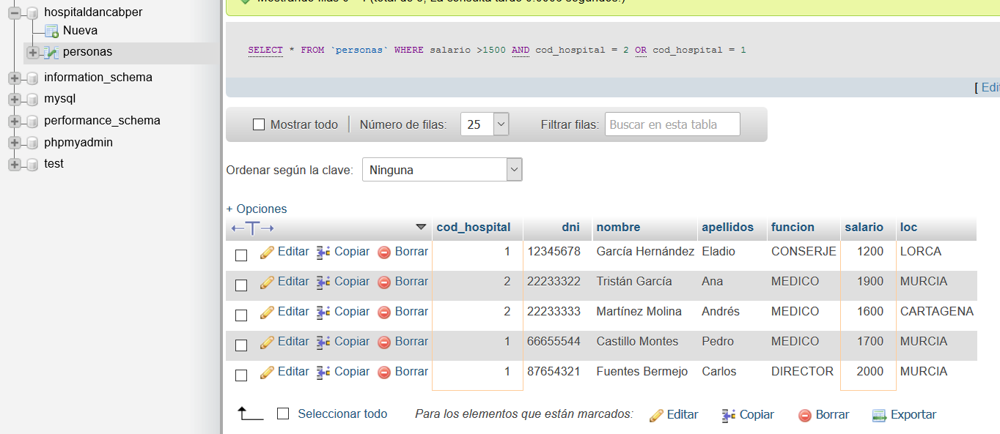 hospitaldancabper
Nueva
personas
information_schema
mysql
performance_schema
phpmyadmin
test
SELECT * FROM `personas` WHERE salario >1500 AND cod_hospital = 2 OR cod_hospital = 1
[ Edi
Mostrar todo Número de filas: 25 Filtrar filas: Buscar en esta tabla
Ordenar según la clave: Ninguna
+ Opciones
cod_hospital dni nombre apellidos funcion salario loc
Editar Copiar Borrar 1 12345678 García Hernández Eladio CONSERJE 1200 LORCA
Editar Copiar Borrar 2 22233322 Tristán García Ana MEDICO 1900 MURCIA
Editar Copiar Borrar 2 22233333 Martínez Molina Andrés MEDICO 1600 CARTAGENA
Editar Copiar Borrar 1 66655544 Castillo Montes Pedro MEDICO 1700 MURCIA
Editar Copiar Borrar 1 87654321 Fuentes Bermejo Carlos DIRECTOR 2000 MURCIA
Seleccionar todo Para los elementos que están marcados: Editar Copiar Borrar Exportar